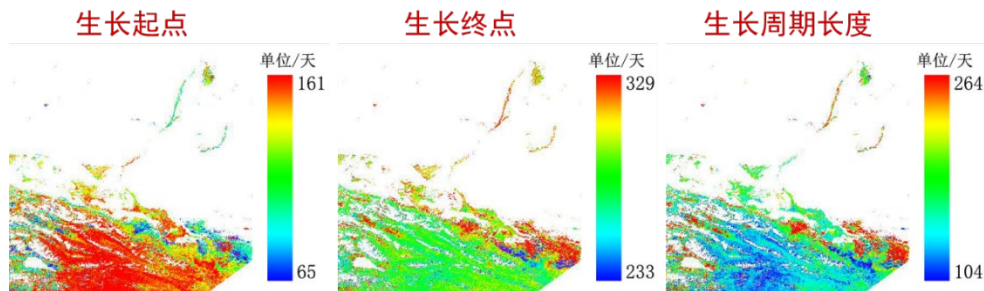 生长起点
生长终点
生长周期长度
单位/天
161
65
单位/天
329
233
单位/天
264
104